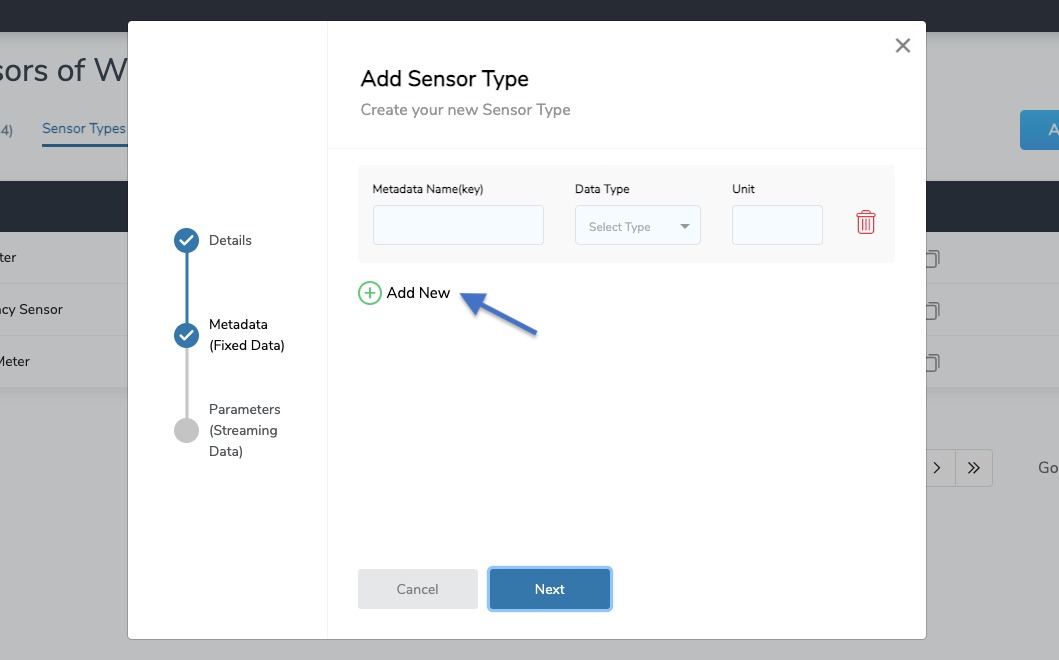 sors of W
4)
Sensor Types
A
ter
cy Sensor
Meter
Go
Add Sensor Type
Create your new Sensor Type
Details
Metadata
(Fixed Data)
Parameters
(Streaming
Data)
Metadata Name(key)
Data Type
Unit
Select Type
Add New
Cancel
Next